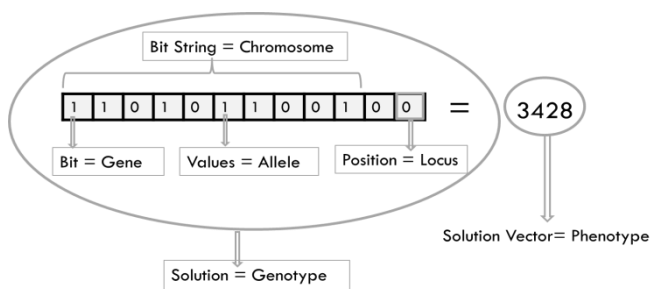 Bit String = Chromosome
1 1 0 1 0 1 1 0 0 1 0 0 = 3428
Bit = Gene Values = Allele Position = Locus
Solution Vector= Phenotype
Solution = Genotype